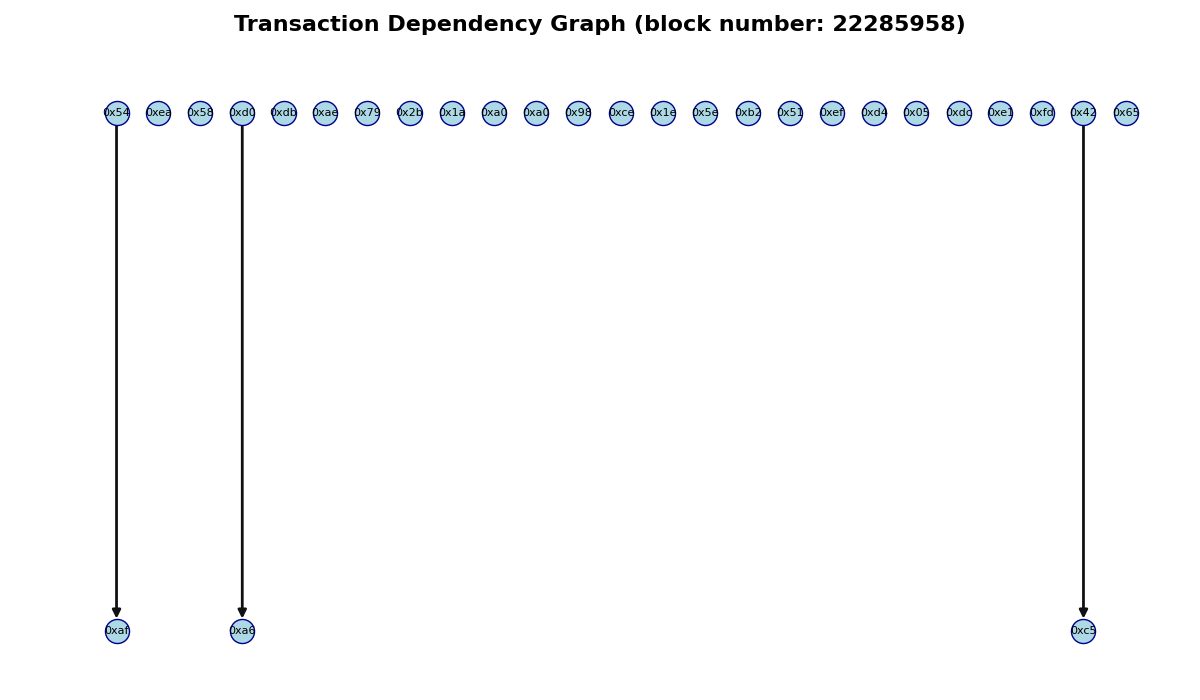 Transaction Dependency Graph (block number: 22285958)
0x54 0xea 0x58 0xd0 0xdb 0xae 0x79 0x2b 0x1a 0xa0 0xa0 0x98 0xce 0x1e 0x5e 0xb2 0x51 0xef 0xd4 0x05 0xdc 0xe1 0xfd 0x42 0x65
0xaf 0xa6 0xc5